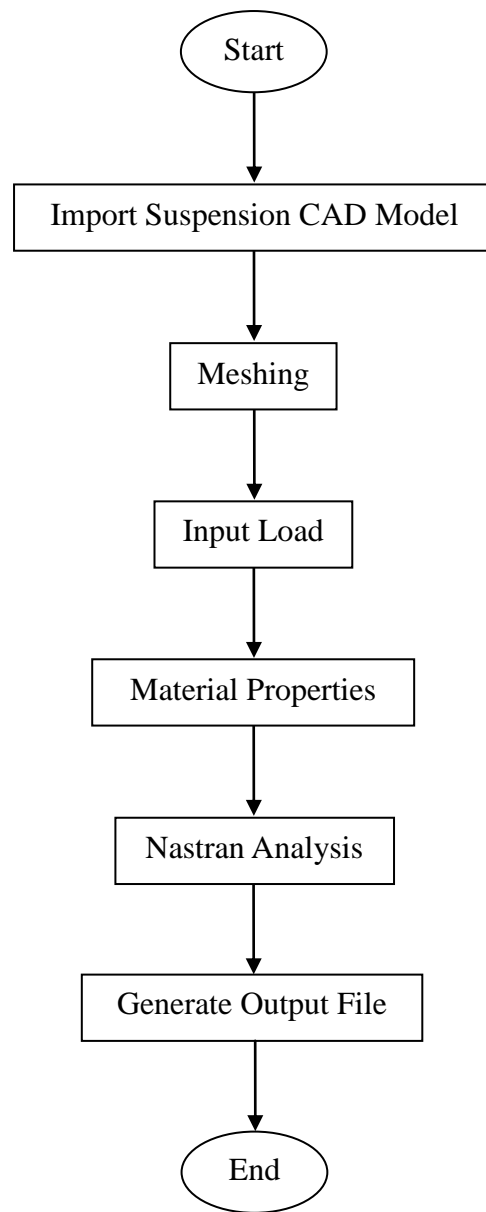 Start
Import Suspension CAD Model
Meshing
Input Load
Material Properties
Nastran Analysis
Generate Output File
End